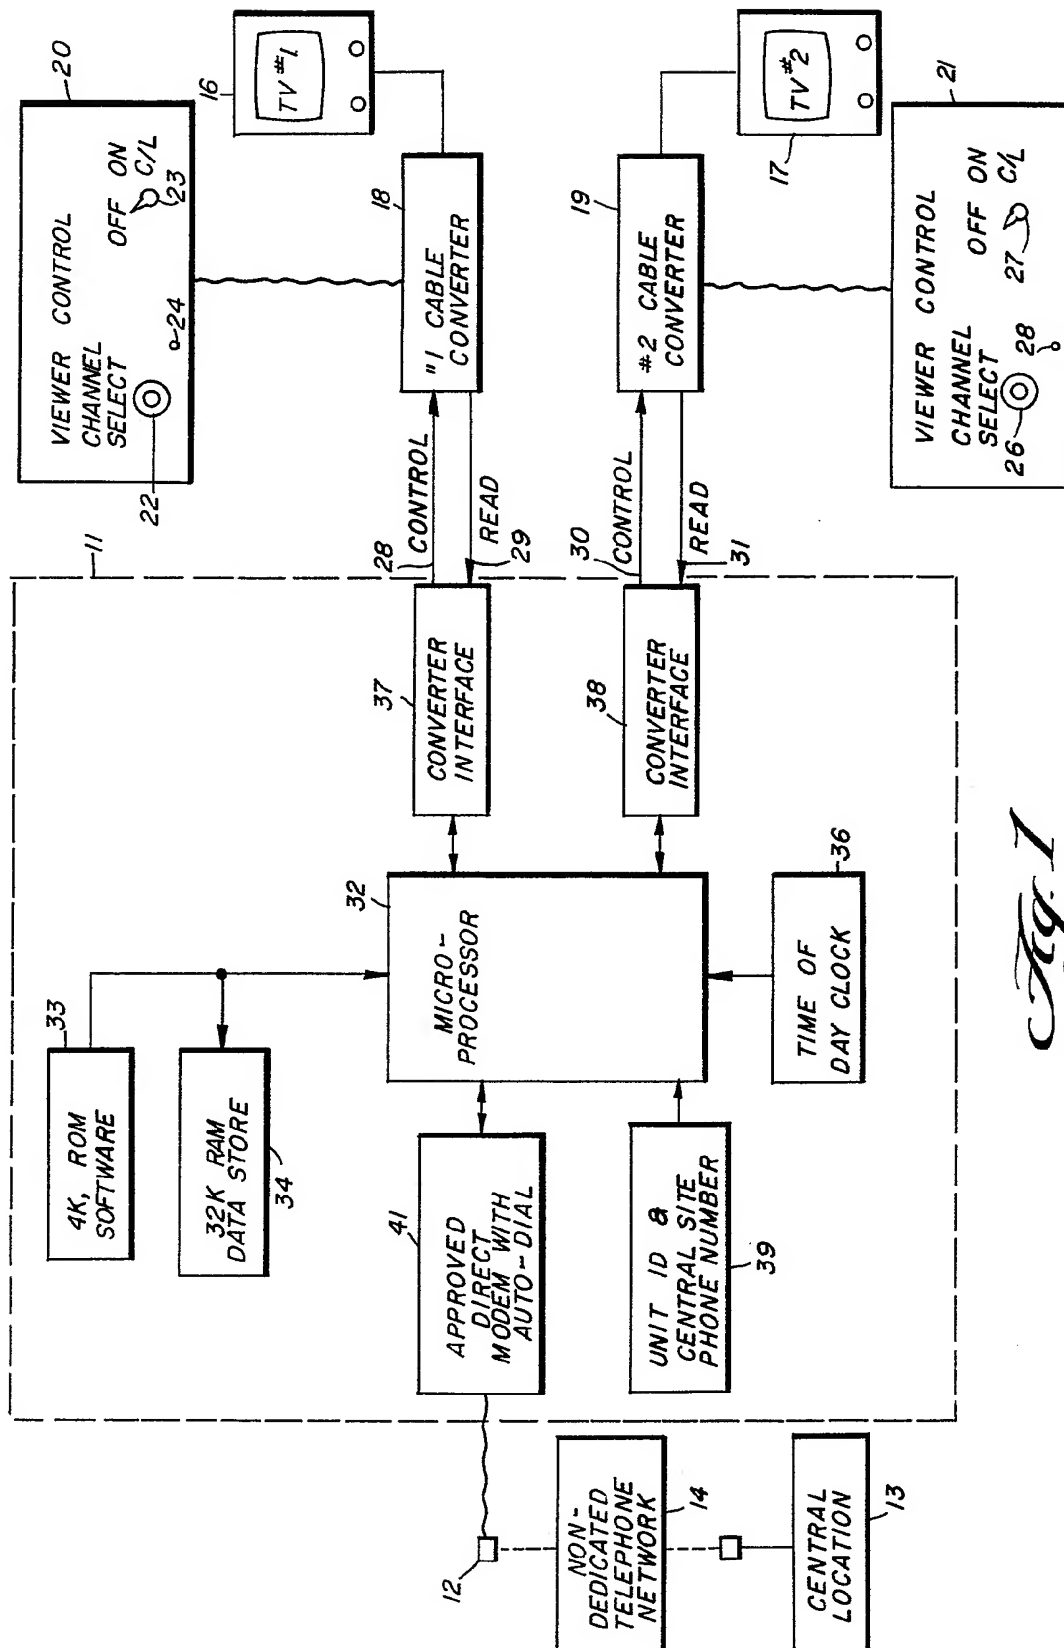 20
VIEWER CONTROL
CHANNEL
SELECT
OFF ON
C/L
22
24
23
16
TV #1
18
"1 CABLE
CONVERTER
28
CONTROL
READ
29
11
37
CONVERTER
INTERFACE
33
4K, ROM
SOFTWARE
32K RAM
DATA STORE
34
32
MICRO-
PROCESSOR
41
APPROVED
DIRECT
MODEM WITH
AUTO-DIAL
UNIT ID &
CENTRAL SITE
PHONE NUMBER
39
36
TIME OF
DAY CLOCK
38
CONVERTER
INTERFACE
30
CONTROL
READ
31
19
#2 CABLE
CONVERTER
TV #2
17
21
VIEWER CONTROL
CHANNEL
SELECT
OFF ON
C/L
26
28
27
12
NON-
DEDICATED
TELEPHONE
NETWORK
14
CENTRAL
LOCATION
13
Fig. 1